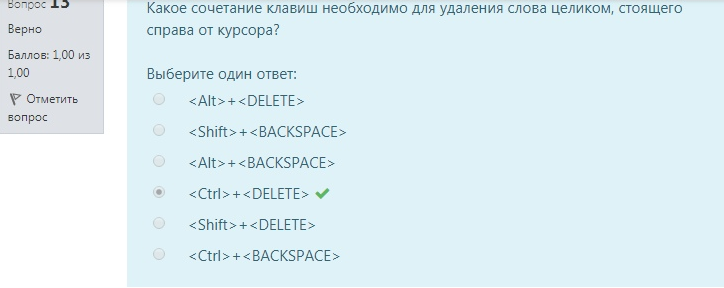 Вопрос 13
Верно
Баллов: 1,00 из
1,00
Отметить
вопрос
Какое сочетание клавиш необходимо для удаления слова целиком, стоящего
справа от курсора?
Выберите один ответ:
<Alt>+<DELETE>
<Shift>+<BACKSPACE>
<Alt>+<BACKSPACE>
<Ctrl>+<DELETE>
<Shift>+<DELETE>
<Ctrl>+<BACKSPACE>